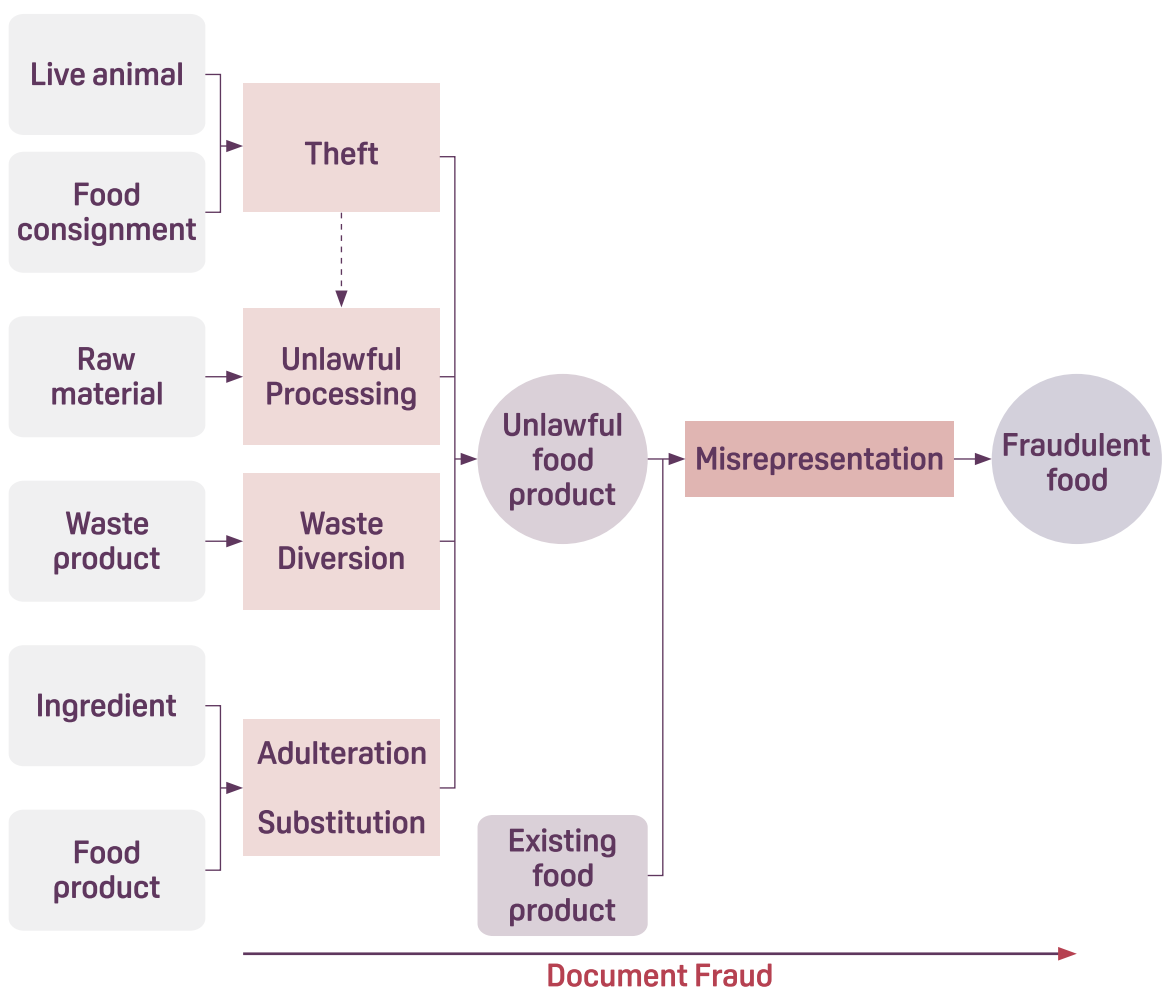 Live animal
Food
consignment
Theft
Raw
material
Unlawful
Processing
Waste
product
Waste
Diversion
Ingredient
Food
product
Adulteration
Substitution
Unlawful
food
product
Existing
food
product
Misrepresentation
Fraudulent
food
Document Fraud